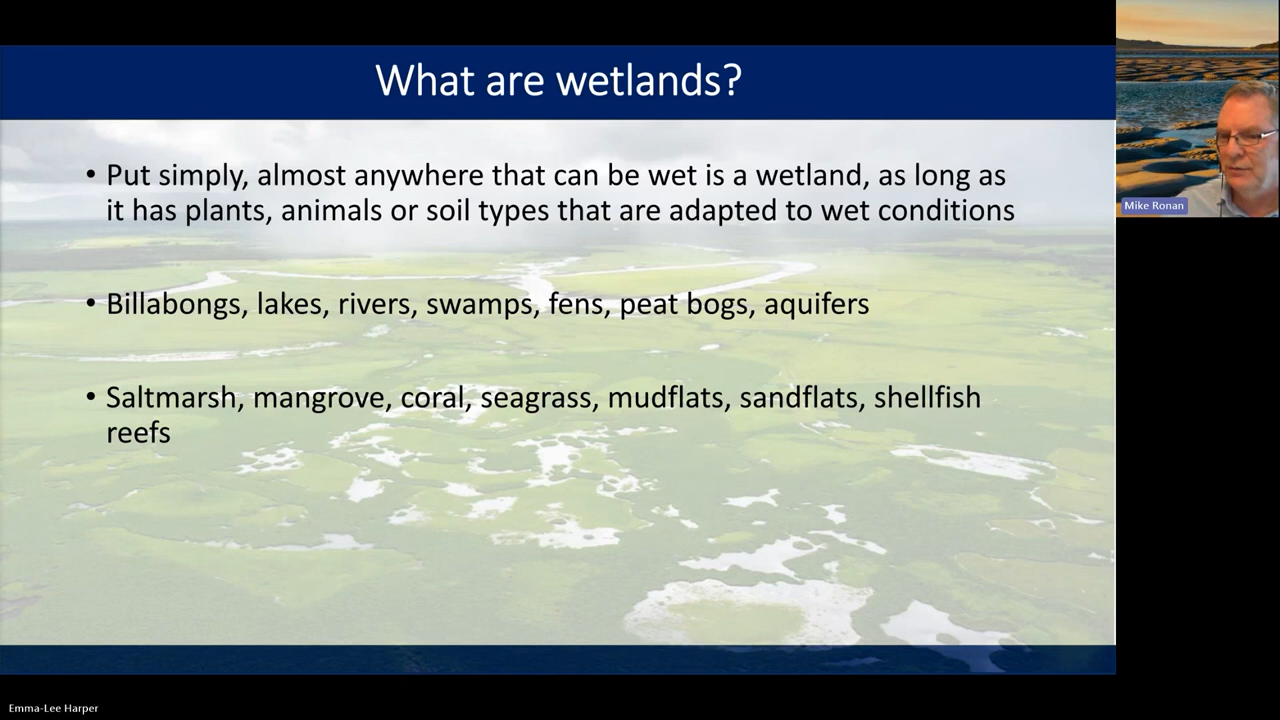 What are wetlands?
• Put simply, almost anywhere that can be wet is a wetland, as long as
it has plants, animals or soil types that are adapted to wet conditions
• Billabongs, lakes, rivers, swamps, fens, peat bogs, aquifers
• Saltmarsh, mangrove, coral, seagrass, mudflats, sandflats, shellfish
reefs
Mike Ronan
Emma-Lee Harper